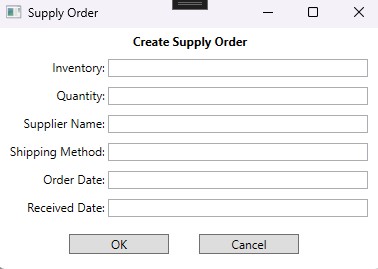 Supply Order
Create Supply Order
Inventory:
Quantity:
Supplier Name:
Shipping Method:
Order Date:
Received Date:
OK Cancel